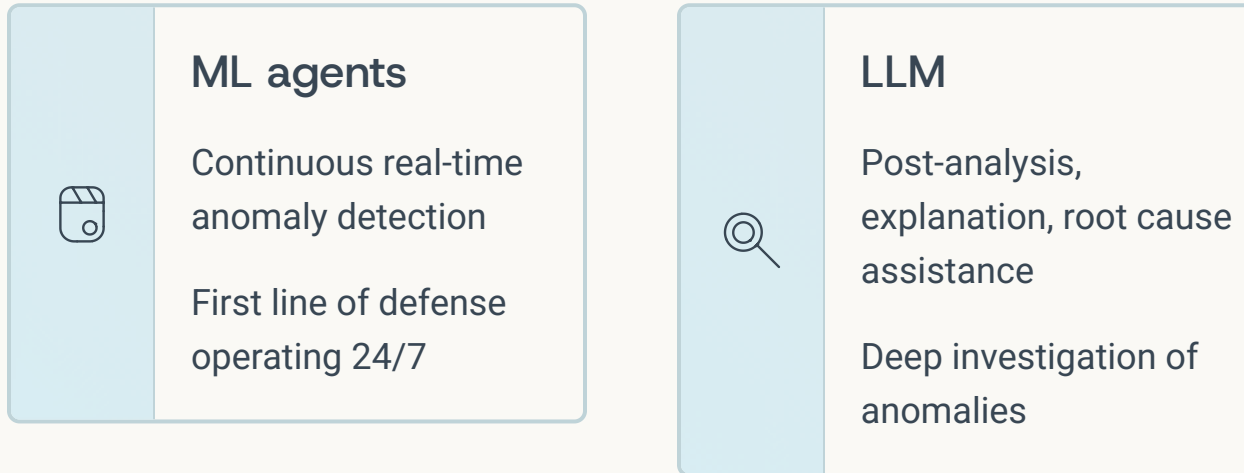 ML agents
Continuous real-time
anomaly detection
First line of defense
operating 24/7
LLM
Post-analysis,
explanation, root cause
assistance
Deep investigation of
anomalies